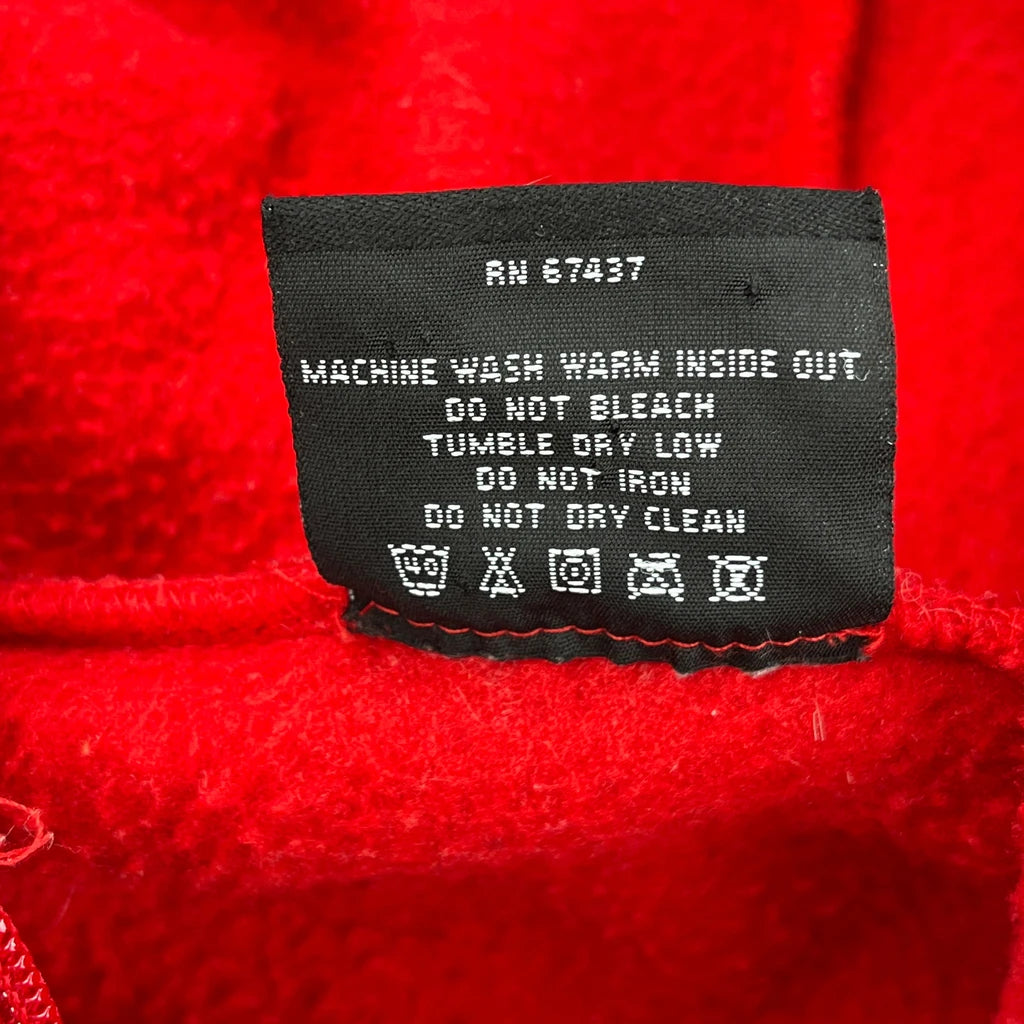 RN 67437
MACHINE WASH WARM INSIDE OUT
DO NOT BLEACH
TUMBLE DRY LOW
DO NOT IRON
DO NOT DRY CLEAN
40